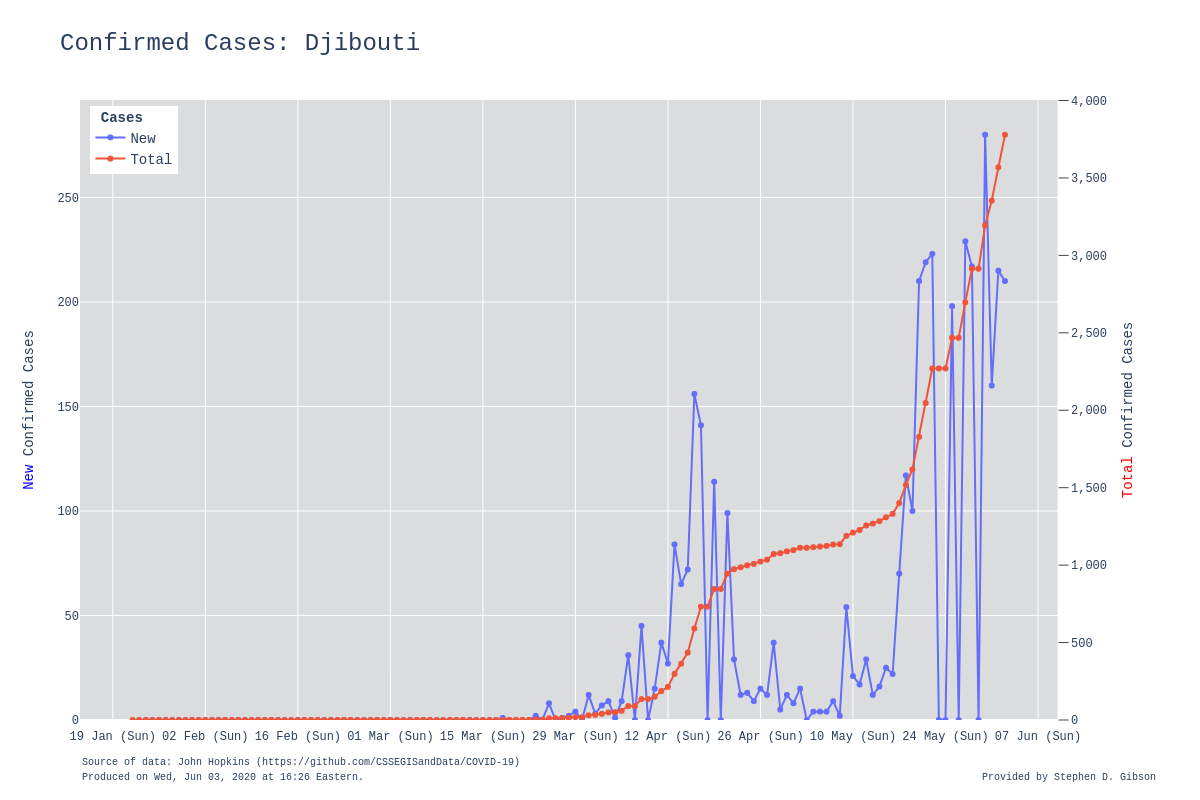 Confirmed Cases: Djibouti
Cases
New
Total
250
200
150
100
50
0
4,000
3,500
3,000
2,500
2,000
1,500
1,000
500
0
New Confirmed Cases
Total Confirmed Cases
19 Jan (Sun) 02 Feb (Sun) 16 Feb (Sun) 01 Mar (Sun) 15 Mar (Sun) 29 Mar (Sun) 12 Apr (Sun) 26 Apr (Sun) 10 May (Sun) 24 May (Sun) 07 Jun (Sun)
Source of data: John Hopkins (https://github.com/CSSEGISandData/COVID-19)
Produced on Wed, Jun 03, 2020 at 16:26 Eastern.
Provided by Stephen D. Gibson